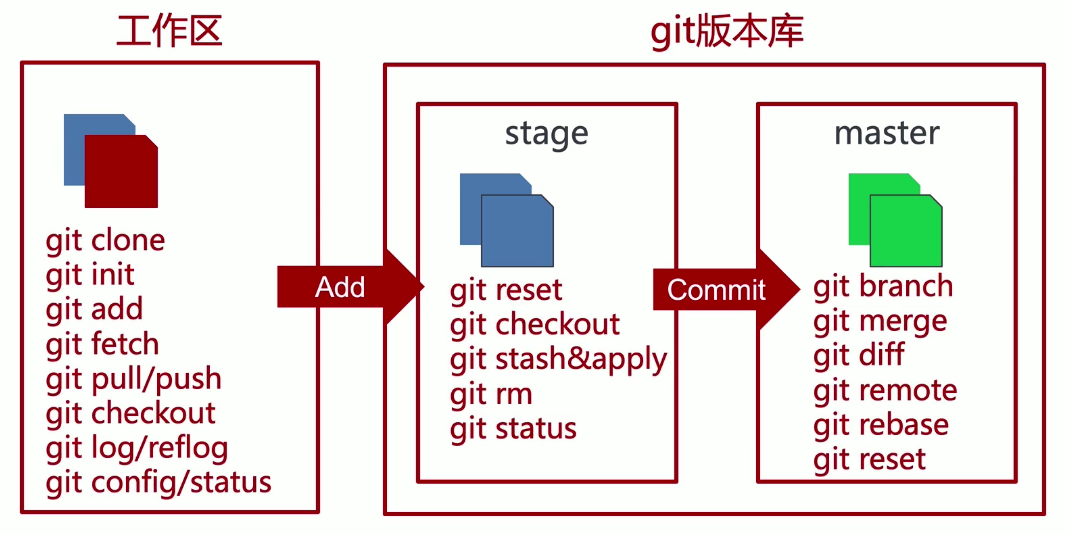 工作区
git clone
git init
git add
git fetch
git pull/push
git checkout
git log/reflog
git config/status
Add
git版本库
stage
git reset
git checkout
git stash&apply
git rm
git status
Commit
master
git branch
git merge
git diff
git remote
git rebase
git reset